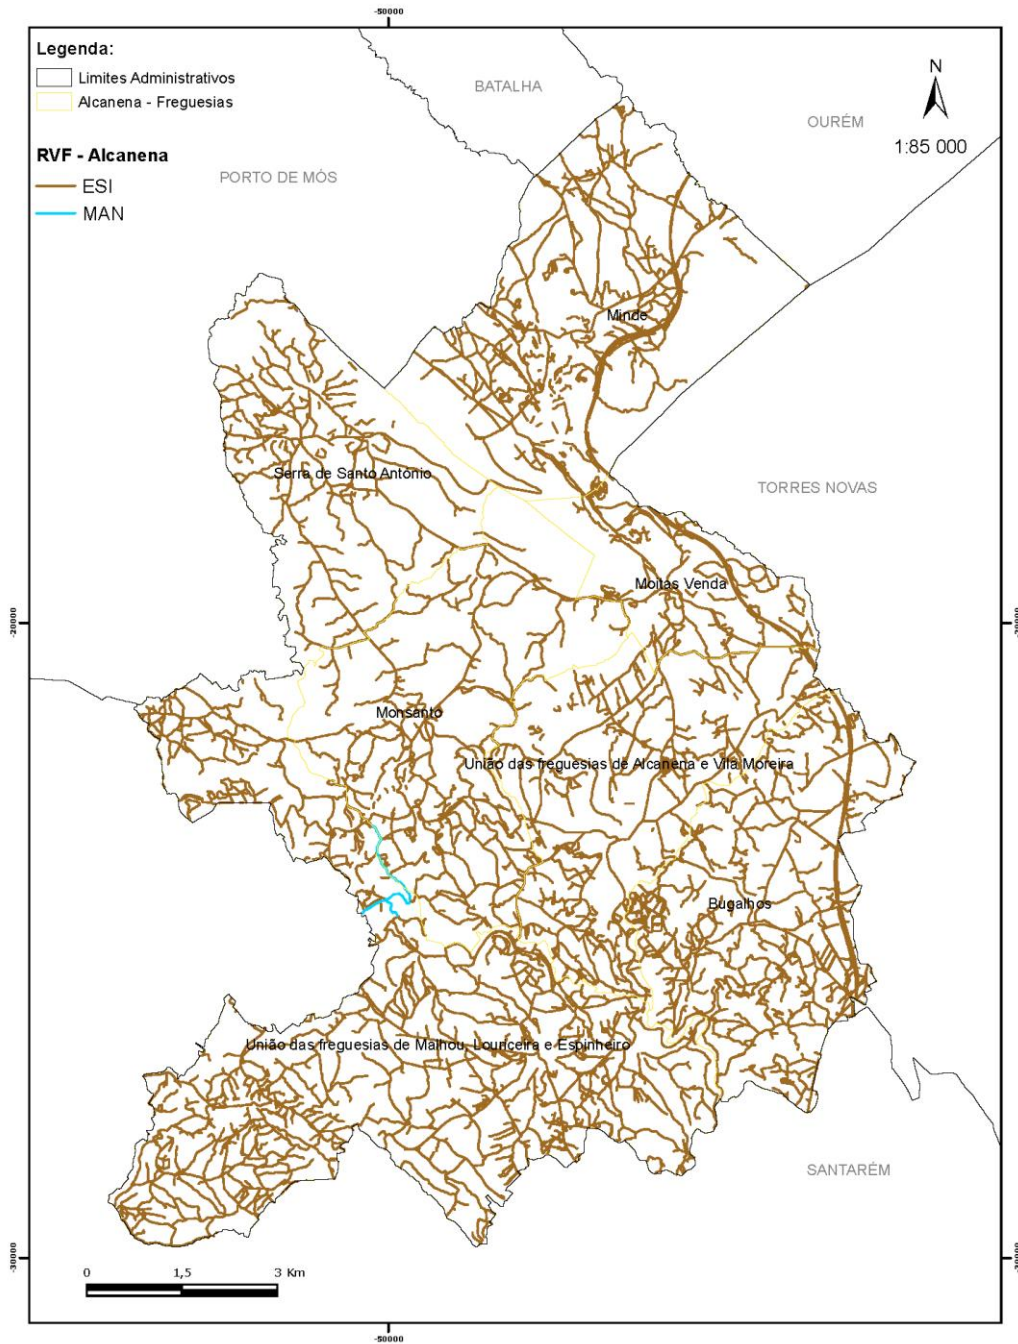 -50000
Legenda:
Limites Administrativos
Alcanena - Freguesias
RVF - Alcanena
ESI
MAN
BATALHA
N
OURÉM
1:85 000
PORTO DE MÓS
Minde
Serra de Santo António
TORRES NOVAS
Moitas Venda
-20000
-20000
Monsanto
União das freguesias de Alcanena e Vila Moreira
Bugalhos
União das freguesias de Malhou, Louriceira e Espinheiro
SANTARÉM
-30000
-30000
0 1,5 3 Km
-50000